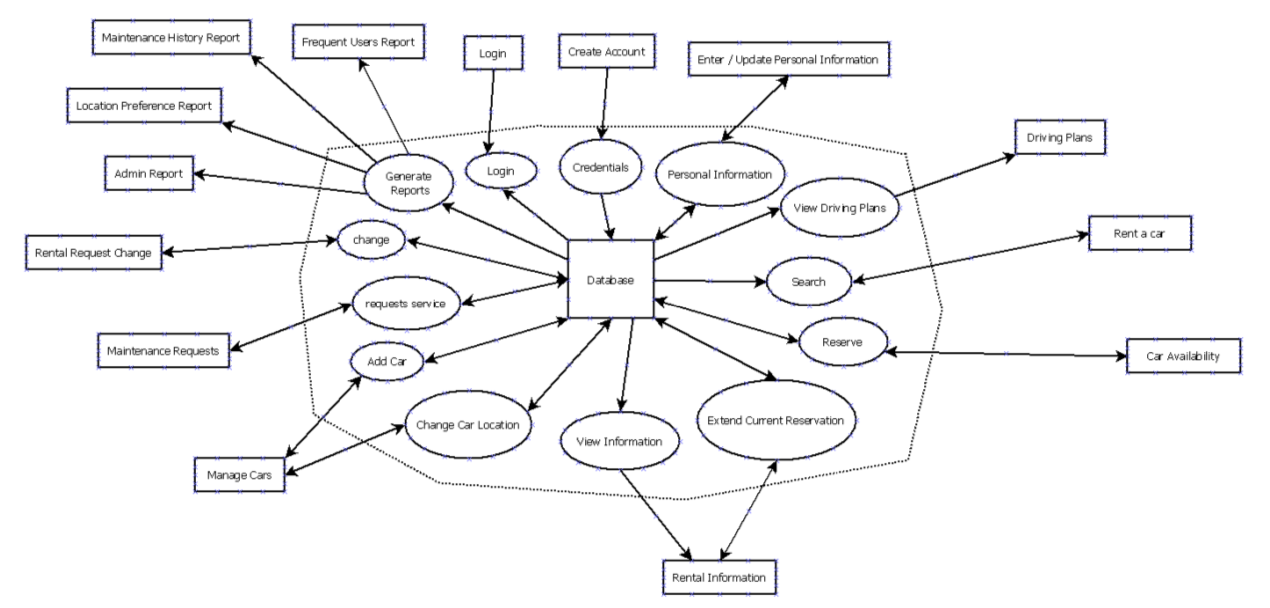 Maintenance History Report
Frequent Users Report
Login
Create Account
Enter / Update Personal Information
Location Preference Report
Driving Plans
Admin Report
Generate
Reports
Login
Credentials
Personal Information
View Driving Plans
Rental Request Change
change
Rent a car
Database
Search
requests service
Maintenance Requests
Add Car
Reserve
Car Availability
Change Car Location
View Information
Extend Current Reservation
Manage Cars
Rental Information